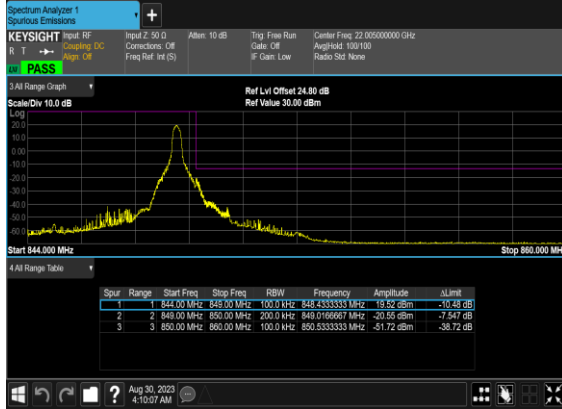 Spectrum Analyzer 1
Spurious Emissions
KEYSIGHT Input: RF Input Z: 50 Ω Atten: 10 dB Trig: Free Run Center Freq: 22.005000000 GHz
R T Coupling: DC Corrections: Off Gate: Off Avg|Hold: 100/100
Align: Off Freq Ref: Int (S) IF Gain: Low Radio Std: None
PASS
3 All Range Graph
Ref Lvl Offset 24.80 dB
Scale/Div 10.0 dB Ref Value 30.00 dBm
Log
20.0
10.0
0.00
-10.0
-20.0
-30.0
-40.0
-50.0
-60.0
Start 844.000 MHz Stop 860.000 MH
4 All Range Table
Spur Range Start Freq Stop Freq RBW Frequency Amplitude ΔLimit
1 1 844.00 MHz 849.00 MHz 100.0 kHz 848.4333333 MHz 19.52 dBm -10.48 dB
2 2 849.00 MHz 850.00 MHz 200.0 kHz 849.0166667 MHz -20.55 dBm -7.547 dB
3 3 850.00 MHz 860.00 MHz 100.0 kHz 850.5333333 MHz -51.72 dBm -38.72 dB
Aug 30, 2023
4:10:07 AM